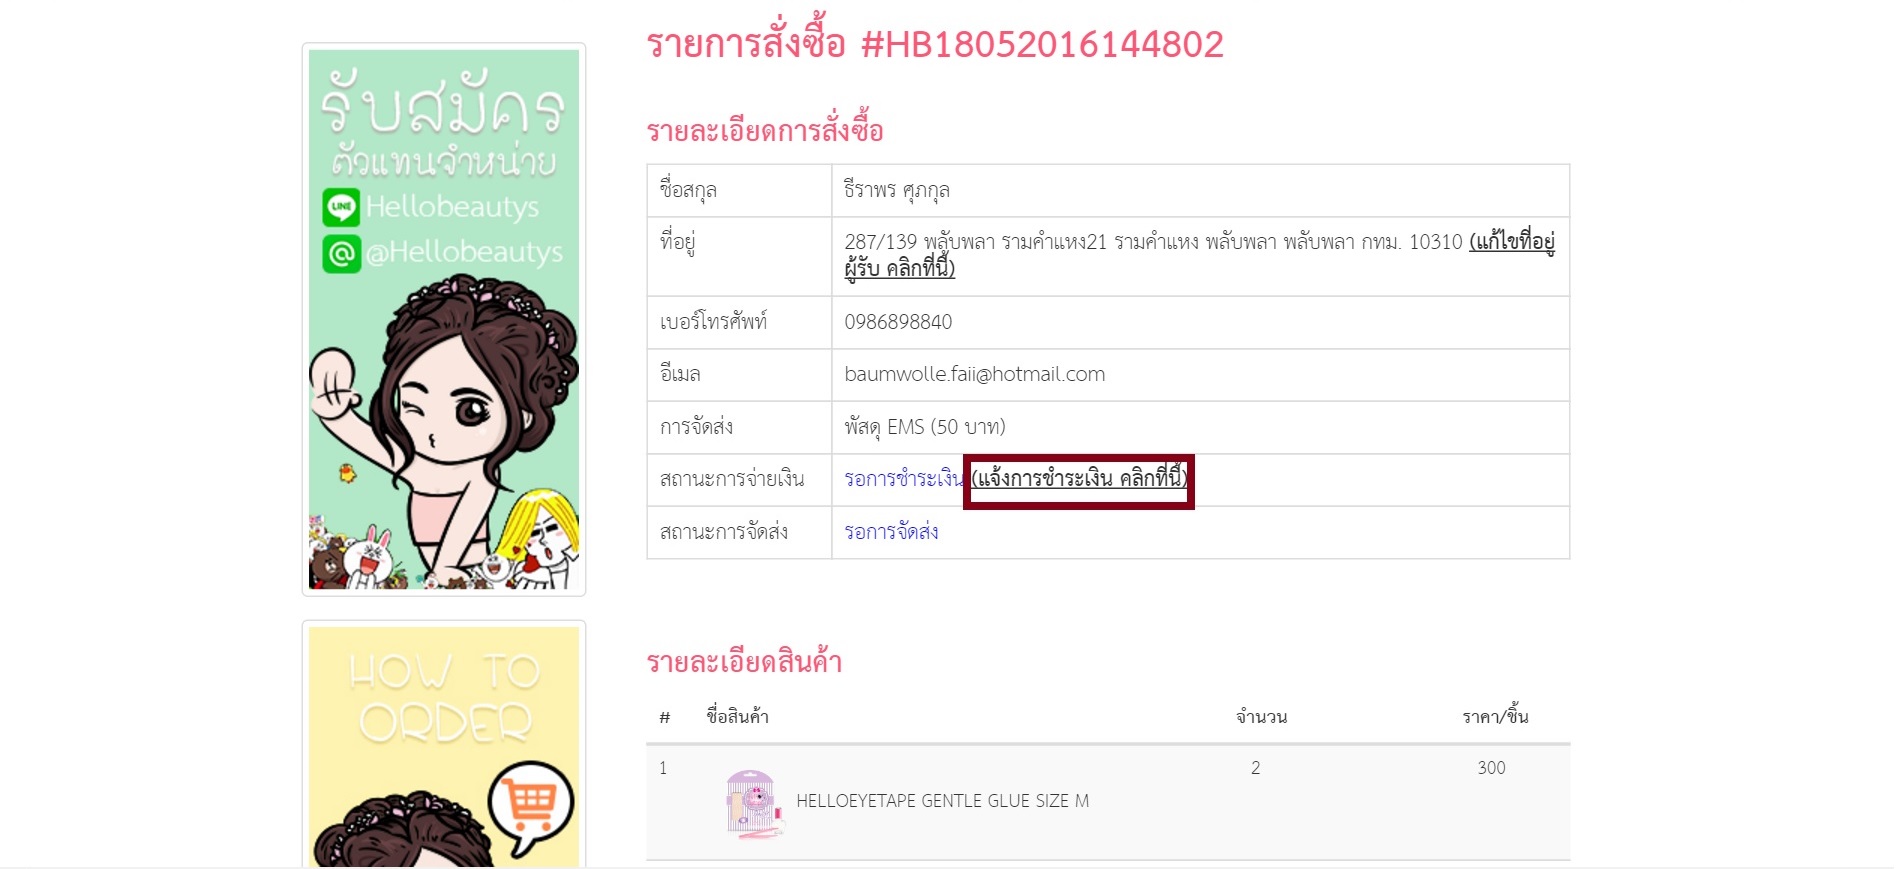 รับสมัคร
ตัวแทนจำหน่าย
LINE Hellobeautys
@ @Hellobeautys
HOW TO
ORDER
รายการสั่งซื้อ #HB18052016144802
รายละเอียดการสั่งซื้อ
ชื่อสกุล ธีราพร ศุภกุล
ที่อยู่ 287/139 พลับพลา รามคำแหง21 รามคำแหง พลับพลา พลับพลา กทม. 10310 (แก้ไขที่อยู่
ผู้รับ คลิกที่นี้)
เบอร์โทรศัพท์ 0986898840
อีเมล baumwolle.faii@hotmail.com
การจัดส่ง พัสดุ EMS (50 บาท)
สถานะการจ่ายเงิน รอการชำระเงิน (แจ้งการชำระเงิน คลิกที่นี้)
สถานะการจัดส่ง รอการจัดส่ง
รายละเอียดสินค้า
# ชื่อสินค้า จำนวน ราคา/ชิ้น
1 HELLOEYETAPE GENTLE GLUE SIZE M 2 300